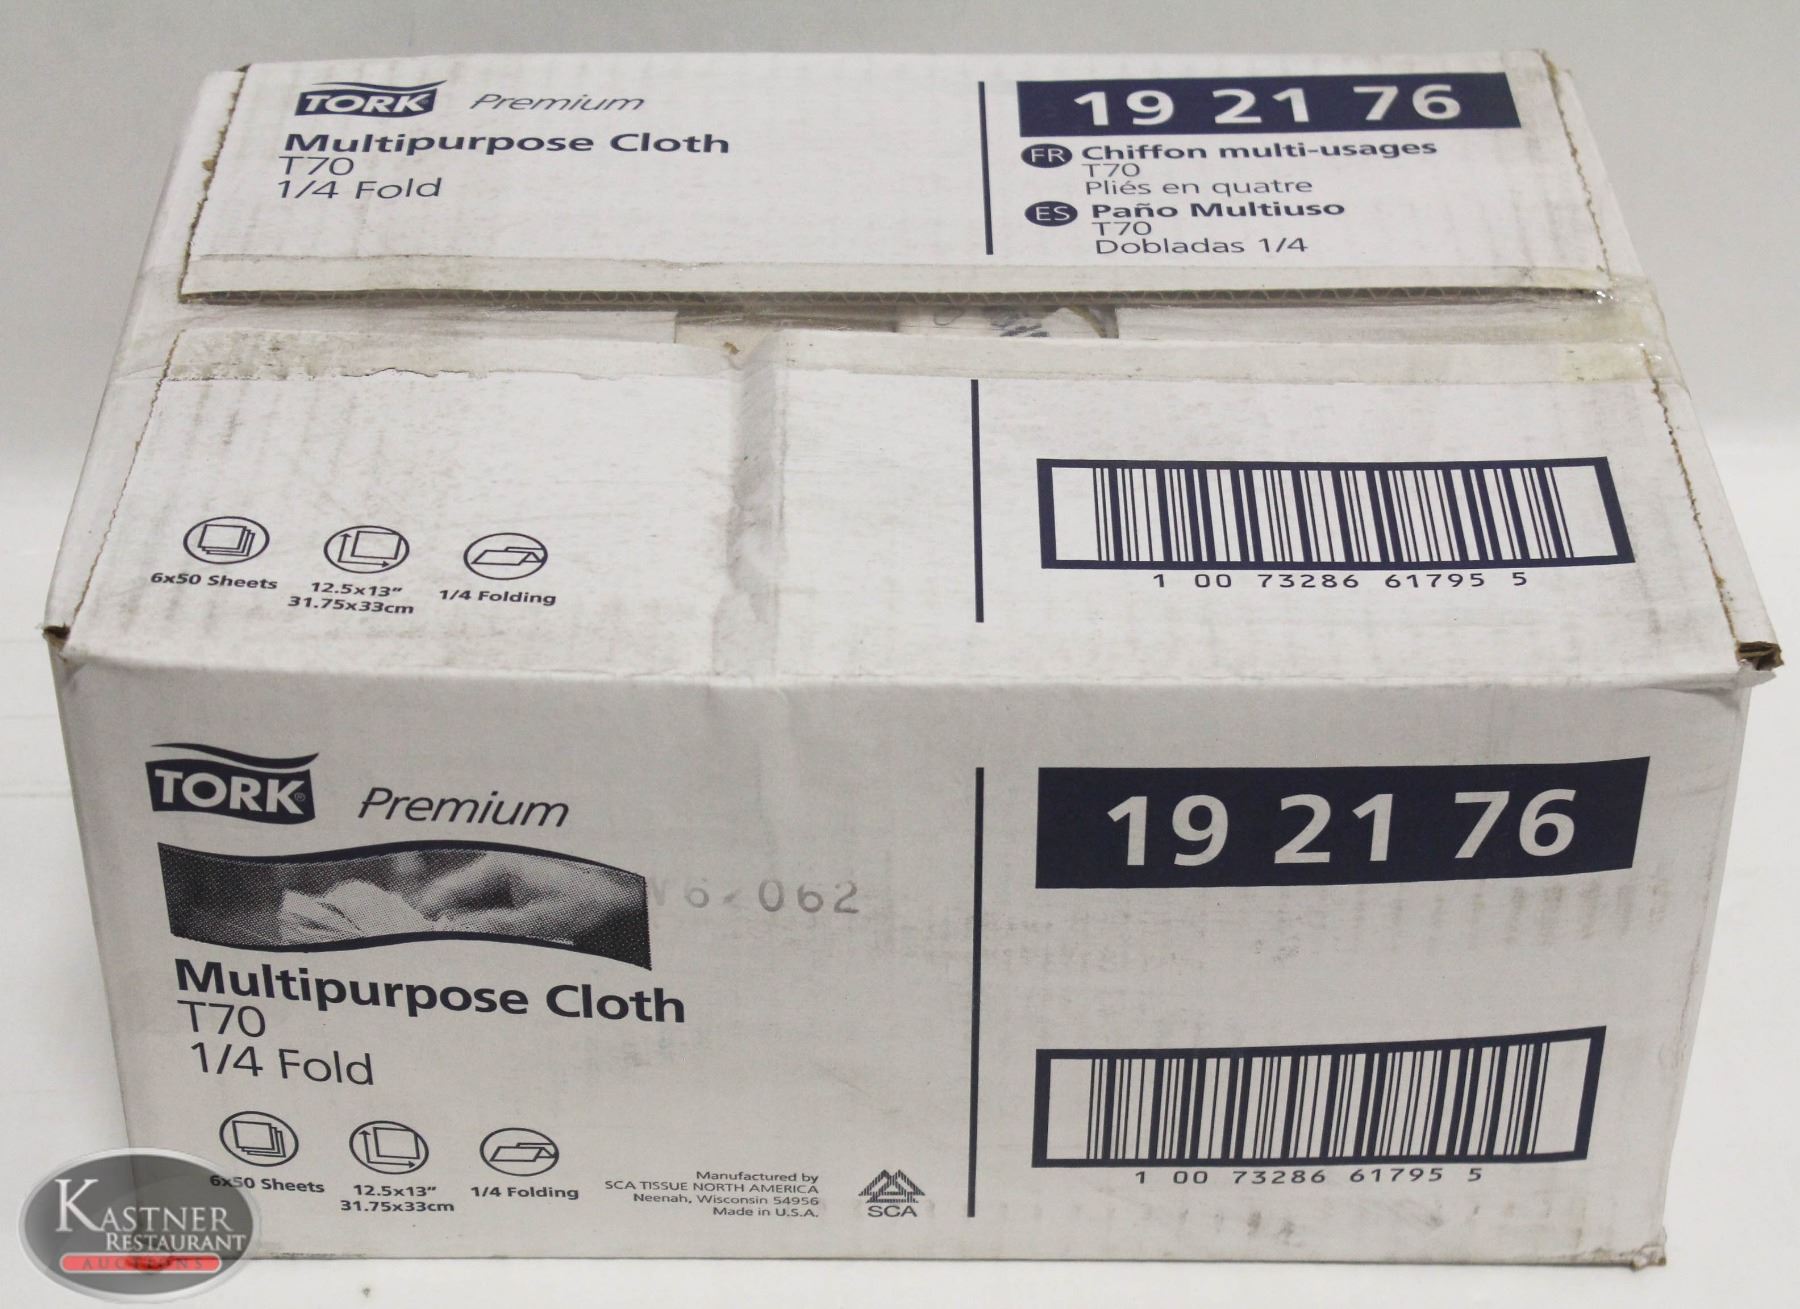 TORK Premium
Multipurpose Cloth
T70
1/4 Fold
19 21 76
FR Chiffon multi-usages
T70
Pliés en quatre
ES Paño Multiuso
T70
Dobladas 1/4
6x50 Sheets
12.5x13"
31.75x33cm
1/4 Folding
1 00 73286 61795 5
TORK® Premium
Multipurpose Cloth
T70
1/4 Fold
6x50 Sheets
12.5x13"
31.75x33cm
1/4 Folding
Manufactured by
SCA TISSUE NORTH AMERICA
Neenah, Wisconsin 54956
Made in U.S.A.
SCA
19 21 76
1 00 73286 61795 5
KASTNER
RESTAURANT
AUCTIONS